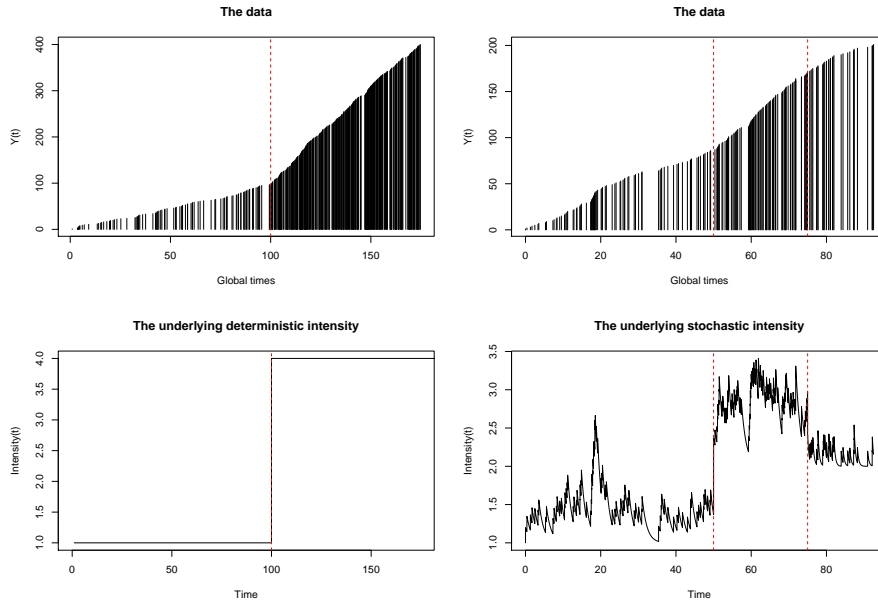 The data
Y(t)
400
300
200
100
0
0 50 100 150
Global times
The data
Y(t)
200
150
100
50
0
0 20 40 60 80
Global times
The underlying deterministic intensity
Intensity(t)
4.0
3.5
3.0
2.5
2.0
1.5
1.0
0 50 100 150
Time
The underlying stochastic intensity
Intensity(t)
3.5
3.0
2.5
2.0
1.5
1.0
0 20 40 60 80
Time